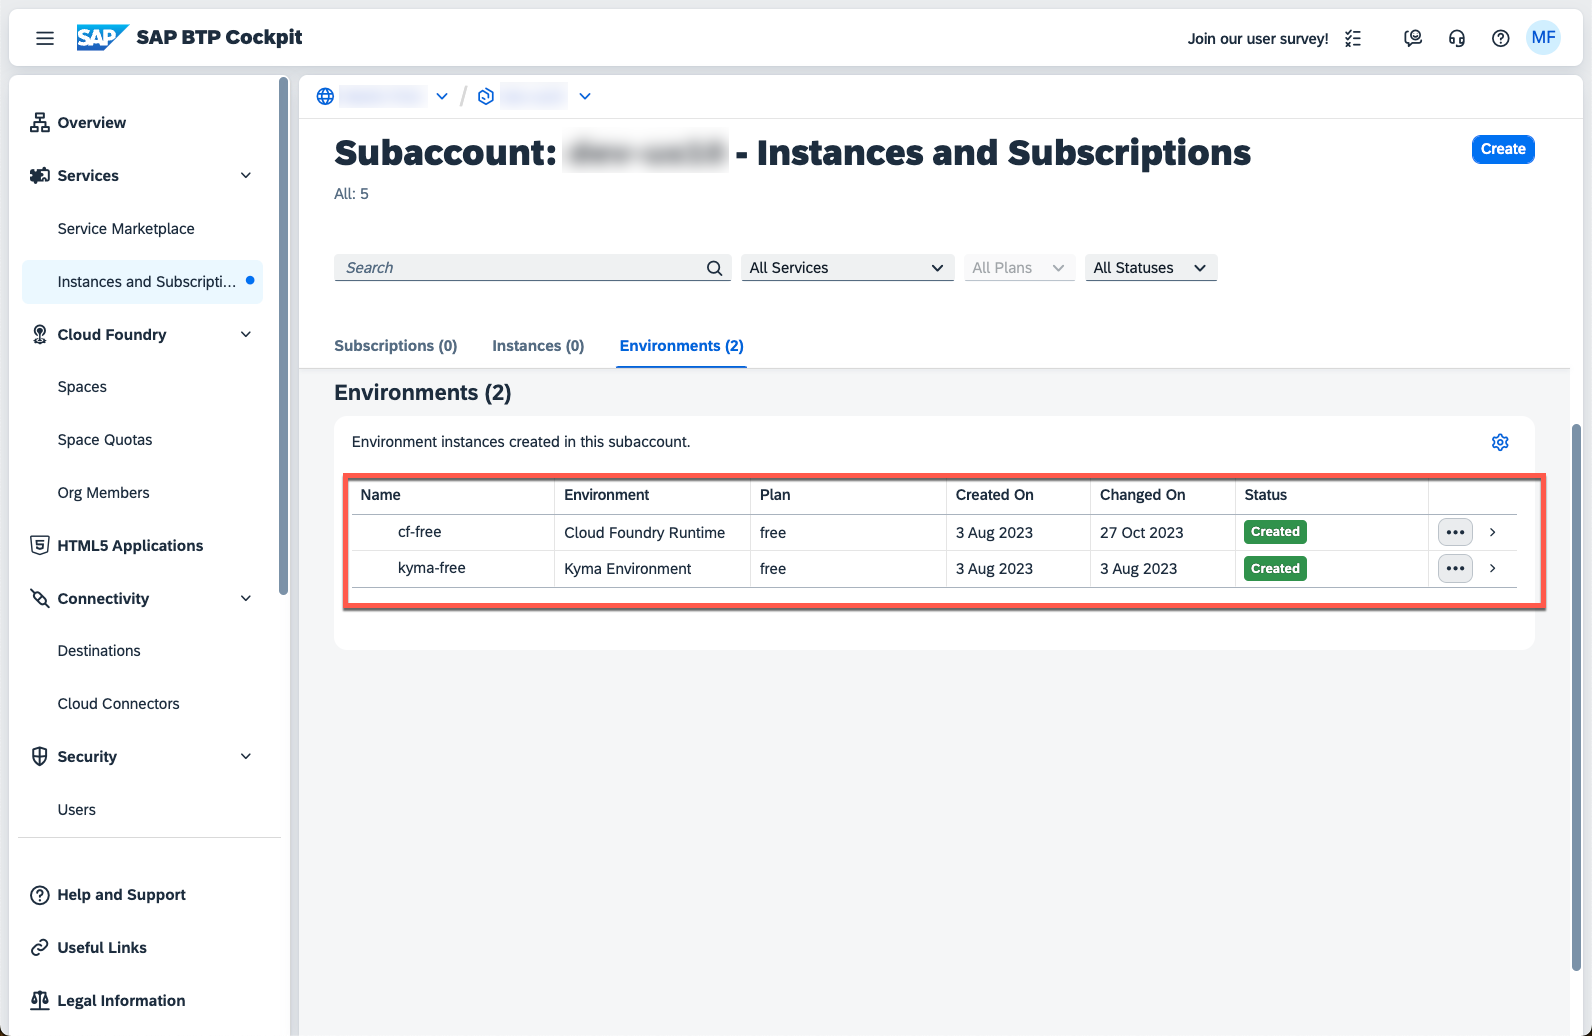 SAP SAP BTP Cockpit
Join our user survey!
MF
Overview
Services
Service Marketplace
Instances and Subscripti...
Cloud Foundry
Spaces
Space Quotas
Org Members
HTML5 Applications
Connectivity
Destinations
Cloud Connectors
Security
Users
Help and Support
Useful Links
Legal Information
/
Subaccount: - Instances and Subscriptions
Create
All: 5
Search
All Services
All Plans
All Statuses
Subscriptions (0) Instances (0) Environments (2)
Environments (2)
Environment instances created in this subaccount.
Name Environment Plan Created On Changed On Status
cf-free Cloud Foundry Runtime free 3 Aug 2023 27 Oct 2023 Created
kyma-free Kyma Environment free 3 Aug 2023 3 Aug 2023 Created